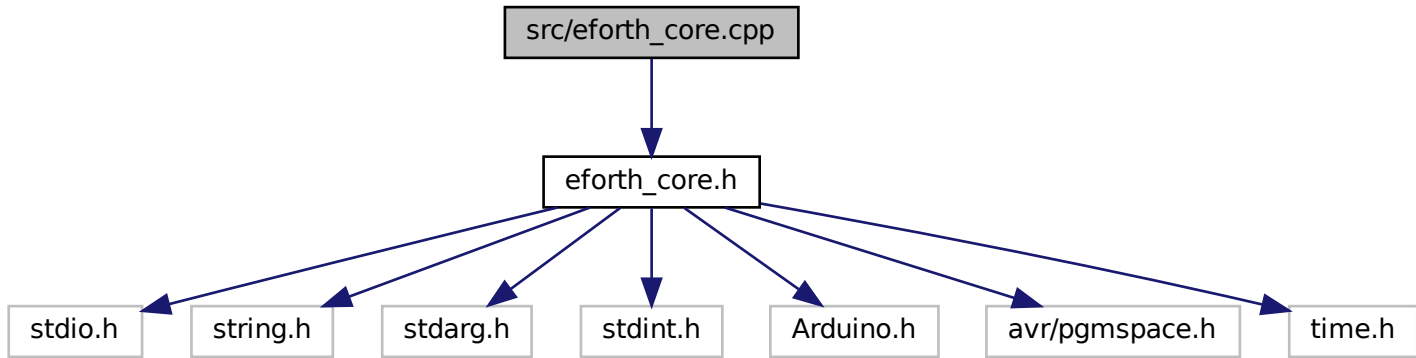 src/eforth_core.cpp
eforth_core.h
stdio.h
string.h
stdarg.h
stdint.h
Arduino.h
avr/pgmspace.h
time.h